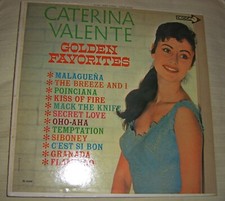 CATERINA
VALENTE
GOLDEN
FAVORITES
* MALAGUEÑA
* THE BREEZE AND I
* POINCIANA
* KISS OF FIRE
* MACK THE KNIFE
* SECRET LOVE
* OHO-AHA
* TEMPTATION
* SIBONEY
* C'EST SI BON
* GRANADA